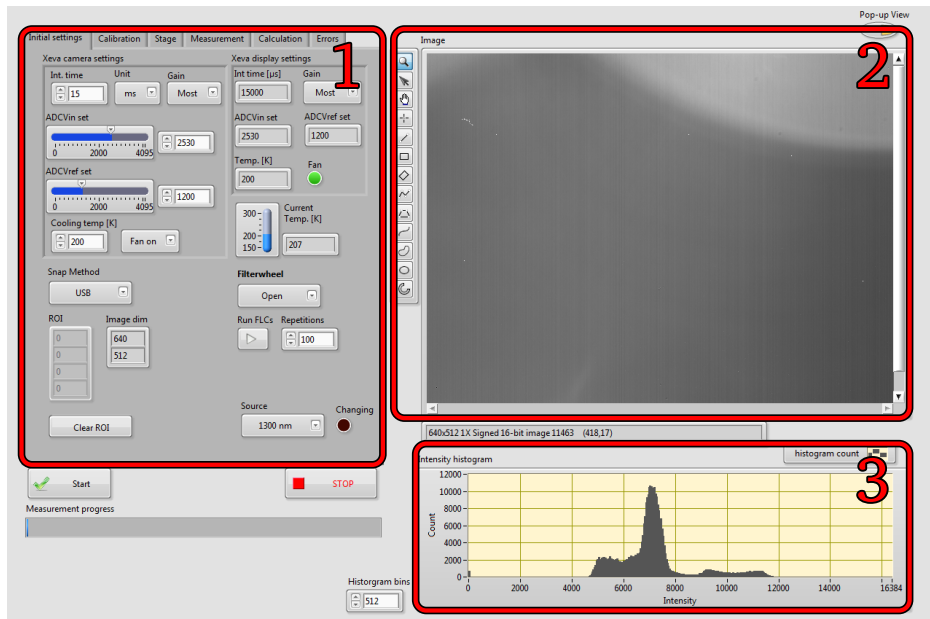 Pop-up View
Initial settings Calibration Stage Measurement Calculation Errors
1
Xeva camera settings
Int. time Unit Gain
15 ms Most
ADCVin set
2530
0 2000 4095
ADCVref set
1200
0 2000 4095
Cooling temp [K]
200 Fan on
Xeva display settings
Int time [µs] Gain
15000 Most
ADCVin set ADCVref set
2530 1200
Temp. [K] Fan
200
300 Current
Temp. [K]
200
150 207
Snap Method
USB
ROI Image dim
0 640
0 512
0
0
Clear ROI
Filterwheel
Open
Run FLCs Repetitions
100
Source Changing
1300 nm
Start STOP
Measurement progress
Image
2
640x512 1X Signed 16-bit image 11463 (418,17)
Intensity histogram histogram count
3
12000
10000
8000
6000
4000
2000
0
Count
0 2000 4000 6000 8000 10000 12000 14000 16384
Intensity
Historgram bins
512